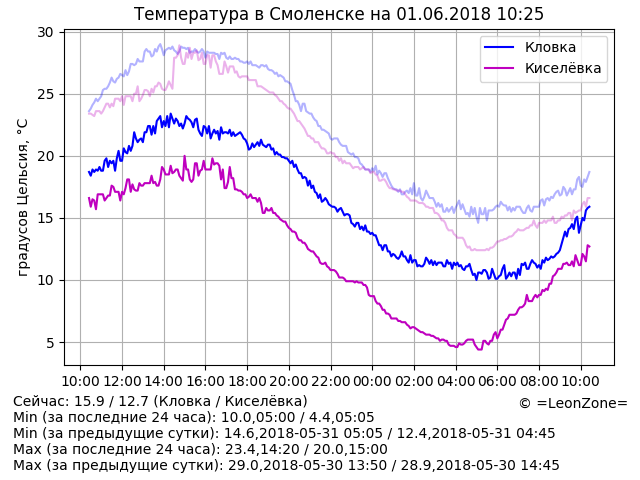 Температура в Смоленске на 01.06.2018 10:25
30
25
20
15
10
5
градусов Цельсия, °C
Кловка
Киселёвка
10:00 12:00 14:00 16:00 18:00 20:00 22:00 00:00 02:00 04:00 06:00 08:00 10:00
Сейчас: 15.9 / 12.7 (Кловка / Киселёвка)
© =LeonZone=
Min (за последние 24 часа): 10.0,05:00 / 4.4,05:05
Min (за предыдущие сутки): 14.6,2018-05-31 05:05 / 12.4,2018-05-31 04:45
Max (за последние 24 часа): 23.4,14:20 / 20.0,15:00
Max (за предыдущие сутки): 29.0,2018-05-30 13:50 / 28.9,2018-05-30 14:45